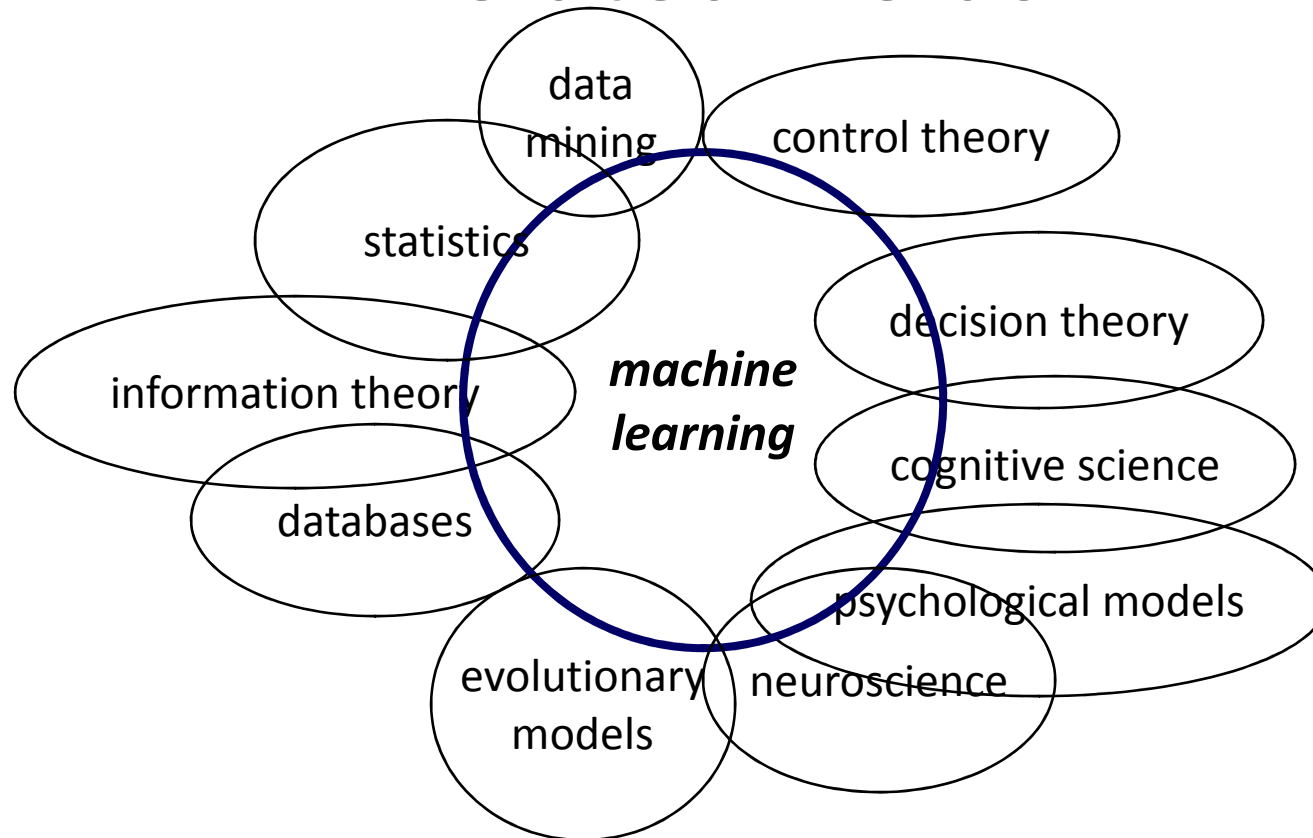 data
mining
control theory
statistics
decision theory
machine
learning
information theory
cognitive science
databases
psychological models
evolutionary
models
neuroscience